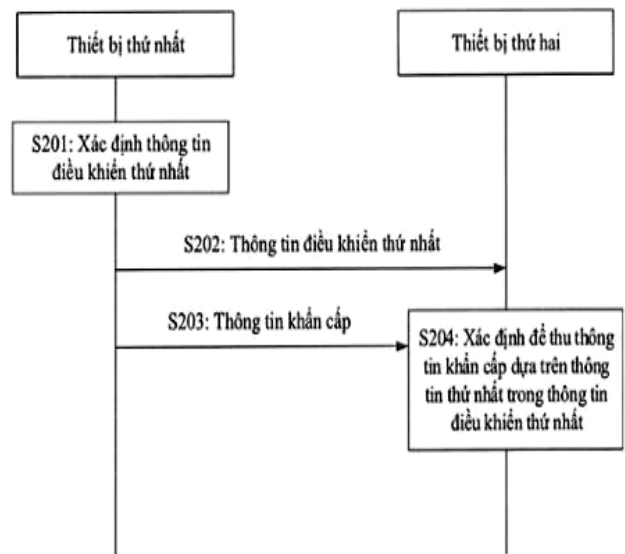 Thiết bị thứ nhất
Thiết bị thứ hai
S201: Xác định thông tin
điều khiển thứ nhất
S202: Thông tin điều khiển thứ nhất
S203: Thông tin khẩn cấp
S204: Xác định để thu thông
tin khẩn cấp dựa trên thông
tin thứ nhất trong thông tin
điều khiển thứ nhất